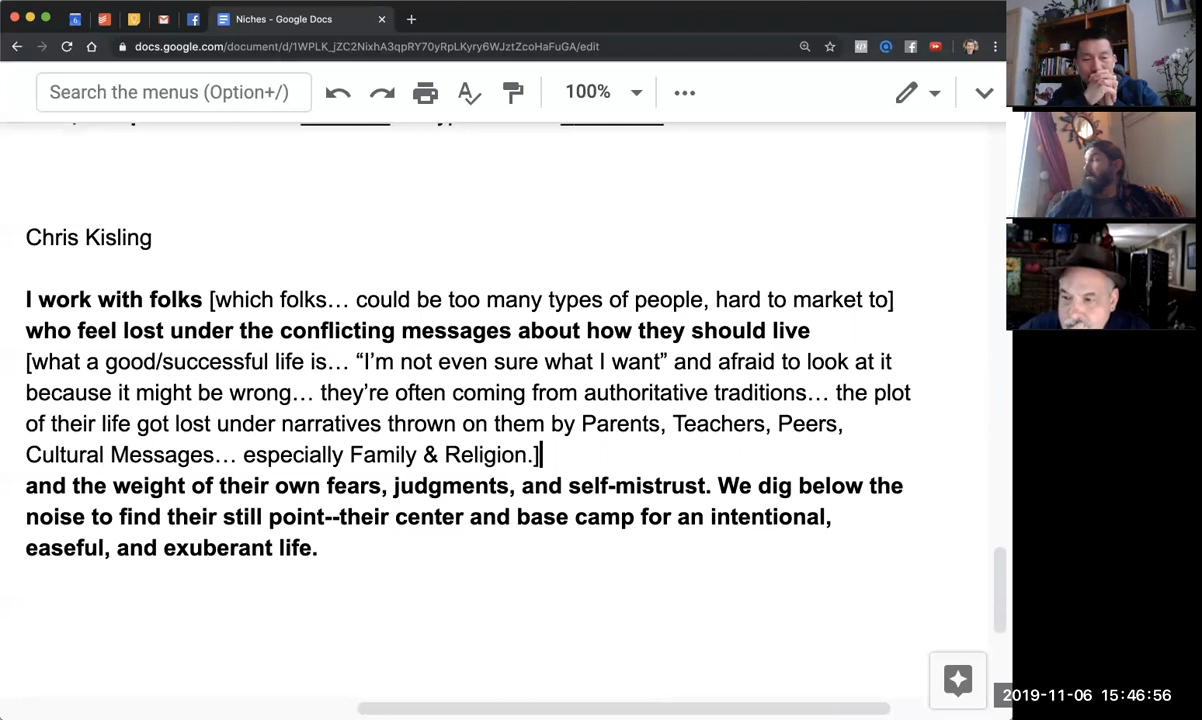 6
Niches - Google Docs
docs.google.com/document/d/1WPLK_jZC2NixhA3qpRY70yRpLKyry6WJztZcoHaFuGA/edit
Search the menus (Option+/)
100%
Chris Kisling
I work with folks [which folks… could be too many types of people, hard to market to]
who feel lost under the conflicting messages about how they should live
[what a good/successful life is… “I’m not even sure what I want” and afraid to look at it
because it might be wrong… they’re often coming from authoritative traditions… the plot
of their life got lost under narratives thrown on them by Parents, Teachers, Peers,
Cultural Messages… especially Family & Religion.]
and the weight of their own fears, judgments, and self-mistrust. We dig below the
noise to find their still point--their center and base camp for an intentional,
easeful, and exuberant life.
2019-11-06 15:46:56